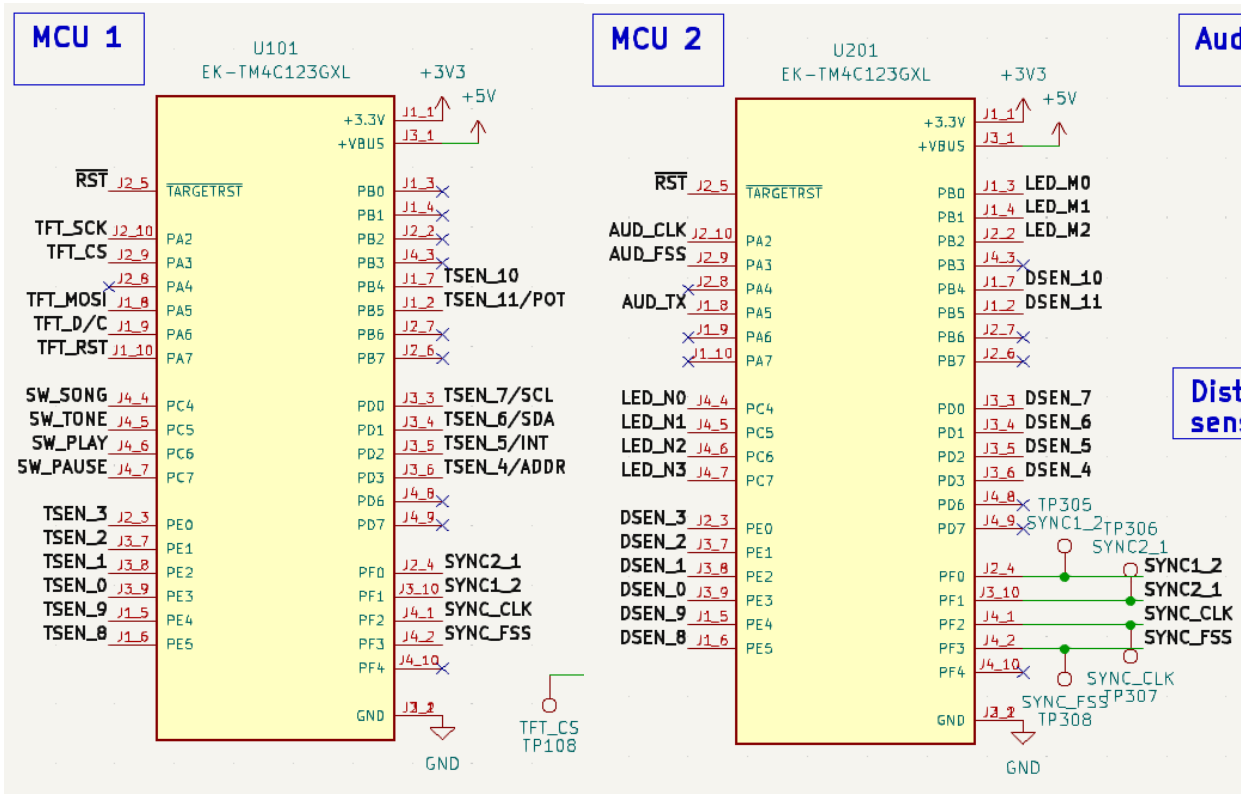 MCU 1
U101
EK-TM4C123GXL
+3V3
+5V
+3.3V J1_1
+VBUS J3_1
RST J2_5 TARGETRST
PB0 J1_3
PB1 J1_4
TFT_SCK J2_10 PA2
PB2 J2_2
TFT_CS J2_9 PA3
PB3 J4_3
J2_8 PA4
PB4 J1_7 TSEN_10
TFT_MOSI J1_8 PA5
PB5 J1_2 TSEN_11/POT
TFT_D/C J1_9 PA6
PB6 J2_7
TFT_RST J1_10 PA7
PB7 J2_6
SW_SONG J4_4 PC4
PD0 J3_3 TSEN_7/SCL
SW_TONE J4_5 PC5
PD1 J3_4 TSEN_6/SDA
SW_PLAY J4_6 PC6
PD2 J3_5 TSEN_5/INT
SW_PAUSE J4_7 PC7
PD3 J3_6 TSEN_4/ADDR
PD6 J4_8
TSEN_3 J2_3 PE0
PD7 J4_9
TSEN_2 J3_7 PE1
TSEN_1 J3_8 PE2
PF0 J2_4 SYNC2_1
TSEN_0 J3_9 PE3
PF1 J3_10 SYNC1_2
TSEN_9 J1_5 PE4
PF2 J4_1 SYNC_CLK
TSEN_8 J1_6 PE5
PF3 J4_2 SYNC_FSS
PF4 J4_10
GND
GND
TFT_CS
TP108
MCU 2
U201
EK-TM4C123GXL
+3V3
+5V
+3.3V J1_1
+VBUS J3_1
RST J2_5 TARGETRST
PB0 J1_3 LED_M0
PB1 J1_4 LED_M1
AUD_CLK J2_10 PA2
PB2 J2_2 LED_M2
AUD_FSS J2_9 PA3
PB3 J4_3
J2_8 PA4
PB4 J1_7 DSEN_10
AUD_TX J1_8 PA5
PB5 J1_2 DSEN_11
J1_9 PA6
PB6 J2_7
J1_10 PA7
PB7 J2_6
LED_N0 J4_4 PC4
PD0 J3_3 DSEN_7
LED_N1 J4_5 PC5
PD1 J3_4 DSEN_6
LED_N2 J4_6 PC6
PD2 J3_5 DSEN_5
LED_N3 J4_7 PC7
PD3 J3_6 DSEN_4
PD6 J4_8
DSEN_3 J2_3 PE0
PD7 J4_9
DSEN_2 J3_7 PE1
DSEN_1 J3_8 PE2
PF0 J2_4 SYNC1_2
DSEN_0 J3_9 PE3
PF1 J3_10 SYNC2_1
DSEN_9 J1_5 PE4
PF2 J4_1 SYNC_CLK
DSEN_8 J1_6 PE5
PF3 J4_2 SYNC_FSS
PF4 J4_10
GND
GND
TP305
SYNC1_2
TP306
SYNC2_1
SYNC_CLK
TP307
SYNC_FSS
TP308
Aud
Dist
sens